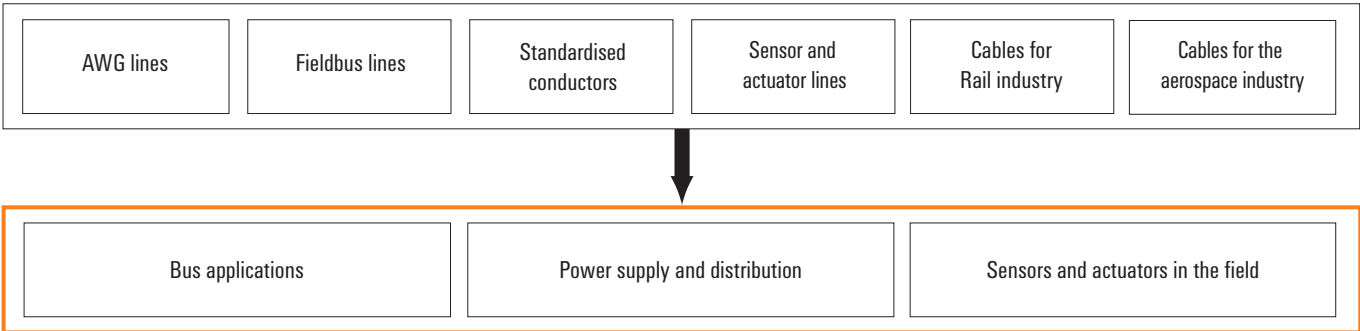 AWG lines
Fieldbus lines
Standardised
conductors
Sensor and
actuator lines
Cables for
Rail industry
Cables for the
aerospace industry
Bus applications
Power supply and distribution
Sensors and actuators in the field